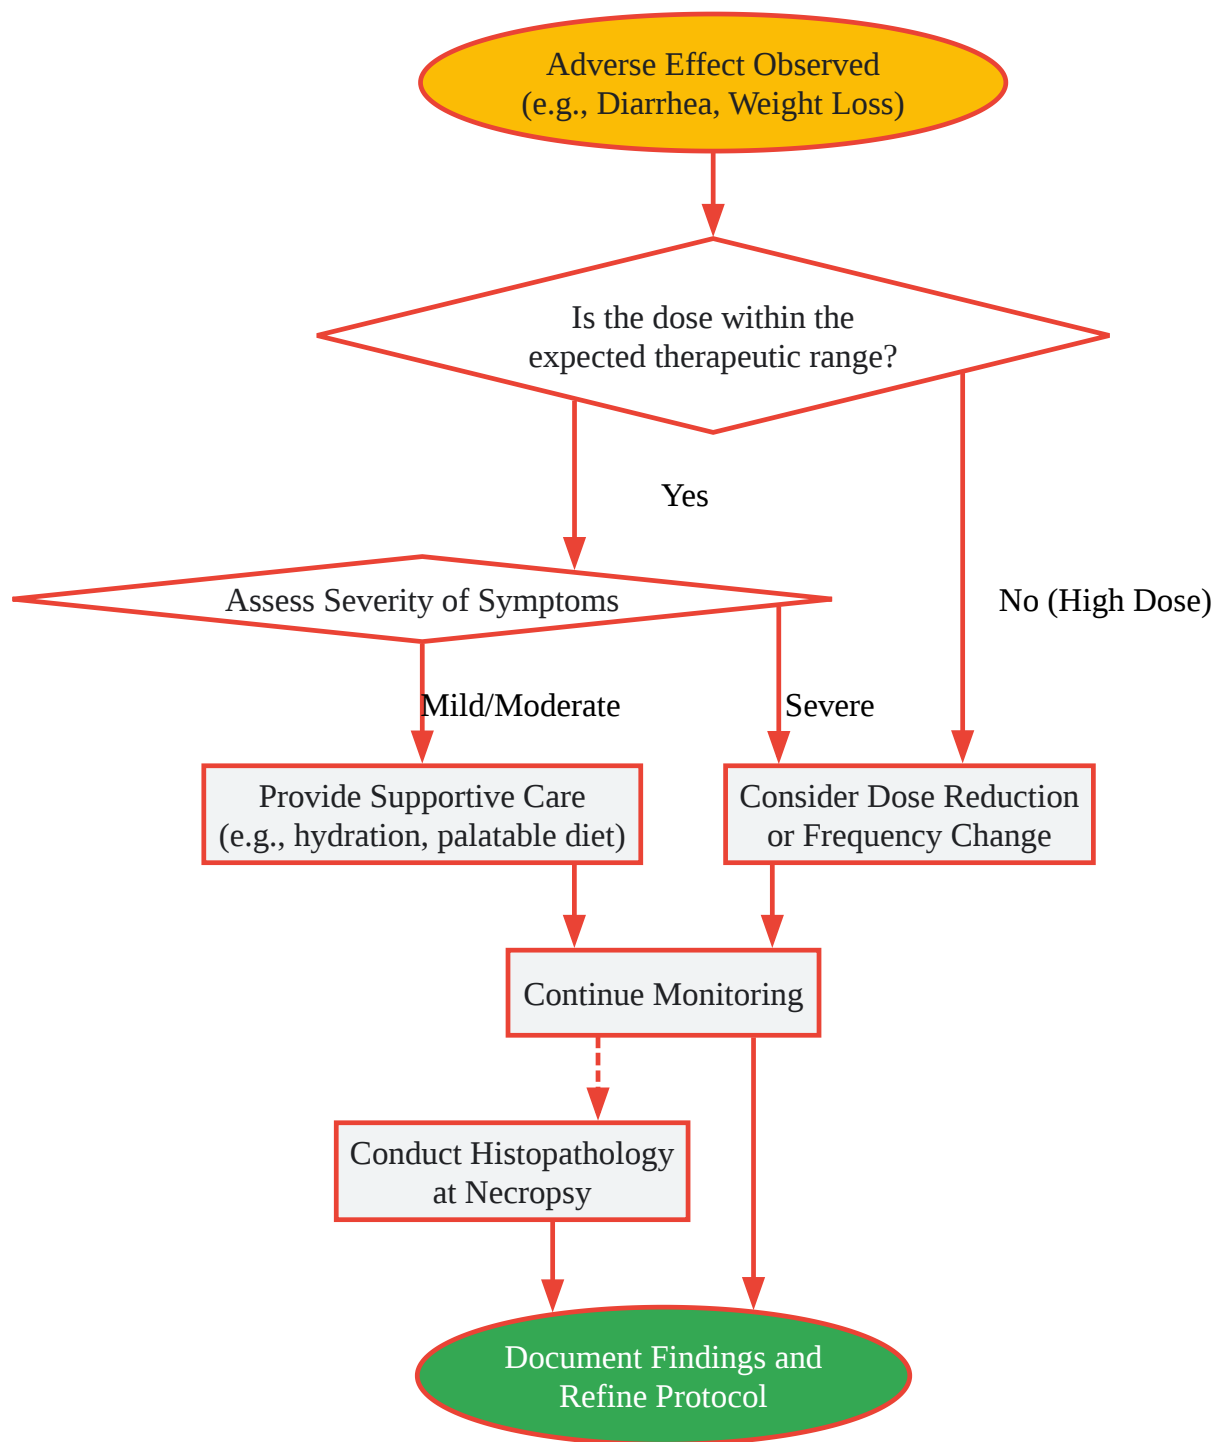 Adverse Effect Observed
(e.g., Diarrhea, Weight Loss)
Is the dose within the
expected therapeutic range?
Yes
Assess Severity of Symptoms
No (High Dose)
Mild/Moderate
Severe
Provide Supportive Care
(e.g., hydration, palatable diet)
Consider Dose Reduction
or Frequency Change
Continue Monitoring
Conduct Histopathology
at Necropsy
Document Findings and
Refine Protocol